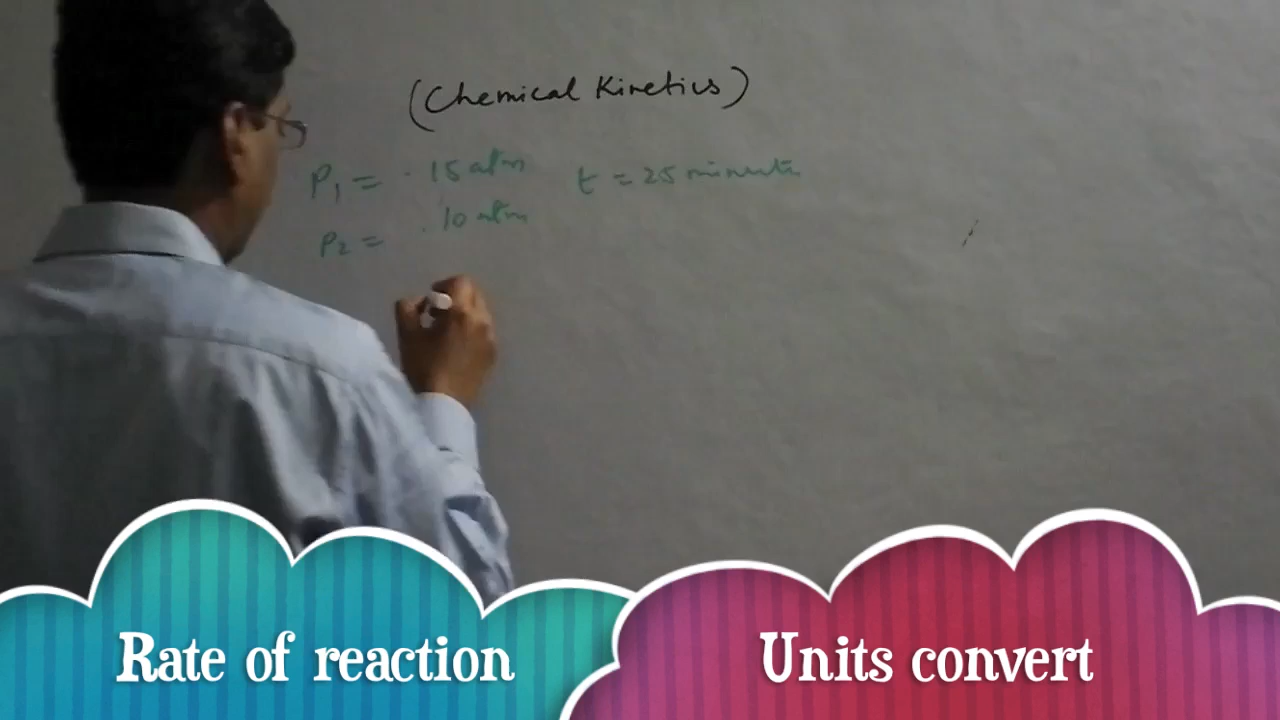 (Chemical Kinetics)
P₁ = .15 atm t = 25 minute
P₂ = .10 atm
Rate of reaction
Units convert